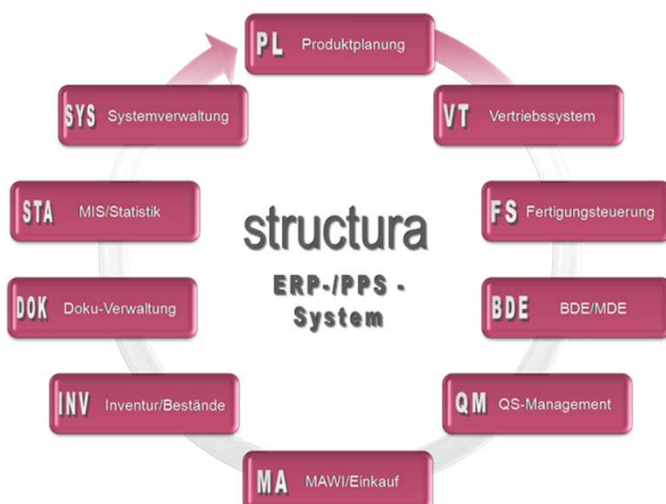 PL Produktplanung
VT Vertriebssystem
FS Fertigungsteuerung
BDE BDE/MDE
QM QS-Management
MA MAWI/Einkauf
INV Inventur/Bestände
DOK Doku-Verwaltung
STA MIS/Statistik
SYS Systemverwaltung
structura
ERP-/PPS -
System